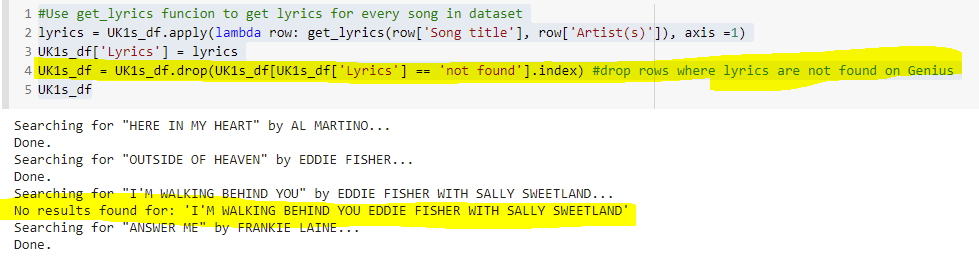 1 #Use get_lyrics funcion to get lyrics for every song in dataset
2 lyrics = UK1s_df.apply(lambda row: get_lyrics(row['Song title'], row['Artist(s)']), axis =1)
3 UK1s_df['Lyrics'] = lyrics
4 UK1s_df = UK1s_df.drop(UK1s_df[UK1s_df['Lyrics'] == 'not found'].index) #drop rows where lyrics are not found on Genius
5 UK1s_df
Searching for "HERE IN MY HEART" by AL MARTINO...
Done.
Searching for "OUTSIDE OF HEAVEN" by EDDIE FISHER...
Done.
Searching for "I'M WALKING BEHIND YOU" by EDDIE FISHER WITH SALLY SWEETLAND...
No results found for: 'I'M WALKING BEHIND YOU EDDIE FISHER WITH SALLY SWEETLAND'
Searching for "ANSWER ME" by FRANKIE LAINE...
Done.